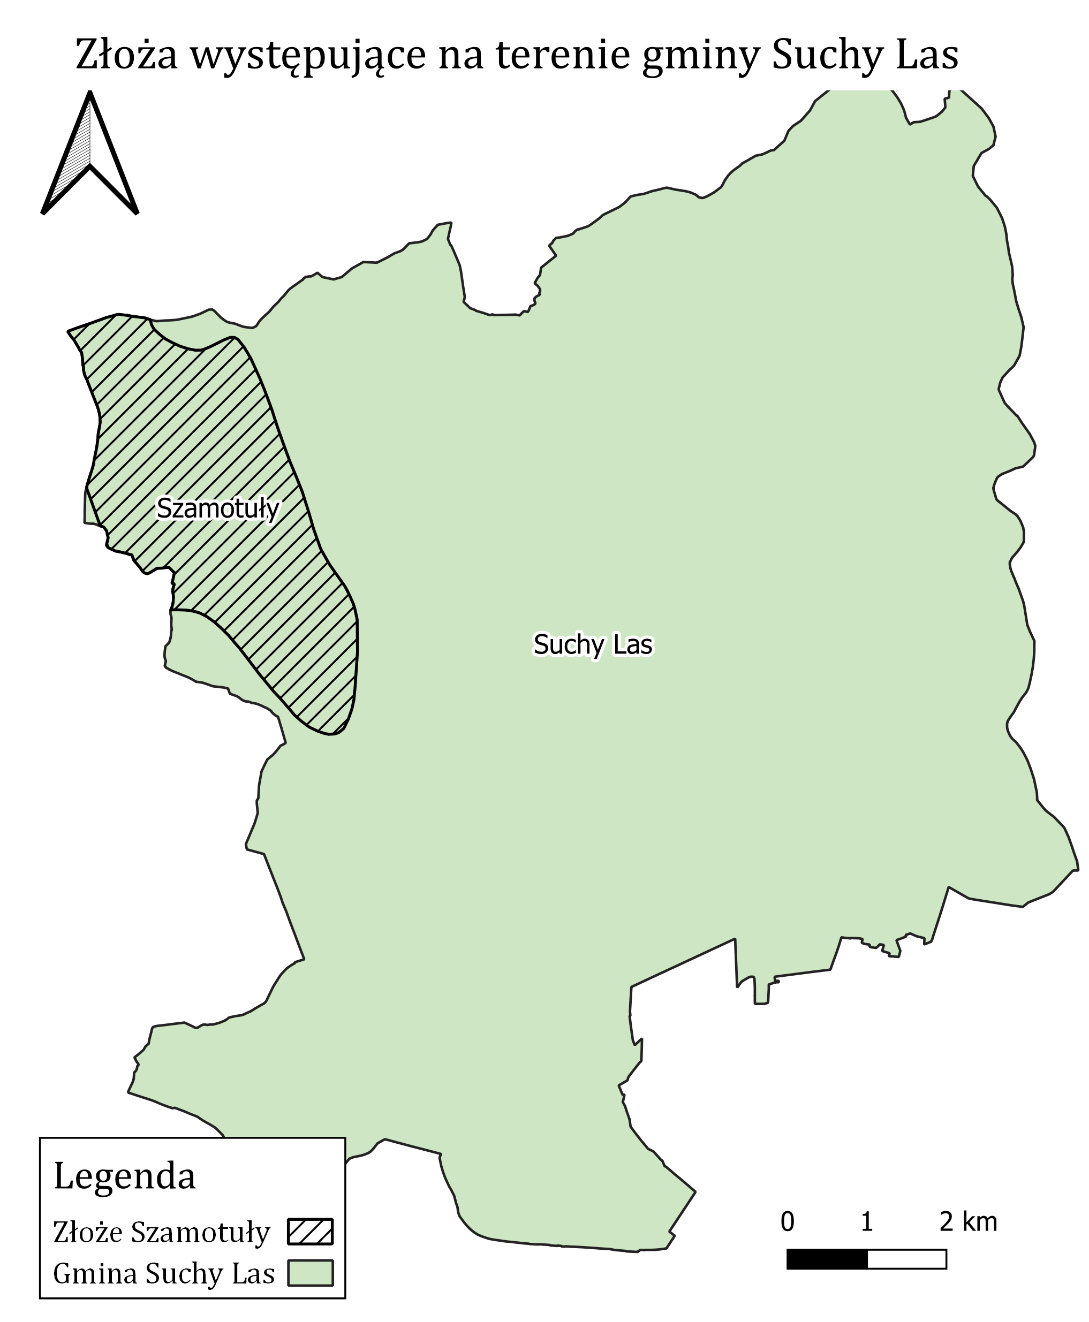 Złoża występujące na terenie gminy Suchy Las
Szamotuły
Suchy Las
Legenda
Złoże Szamotuły
Gmina Suchy Las
0 1 2 km